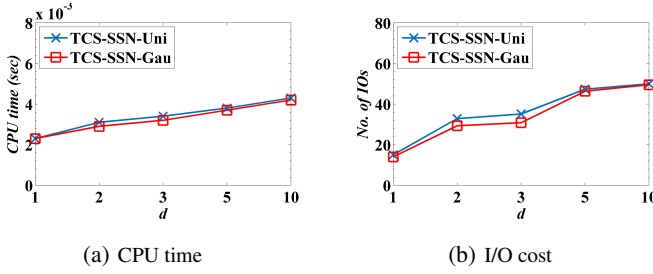 8 x 10-3
TCS-SSN-Uni
TCS-SSN-Gau
6
4
2
0
CPU time (sec)
1 2 3 5 10
d
(a) CPU time
80
TCS-SSN-Uni
TCS-SSN-Gau
60
40
20
0
No. of IOs
1 2 3 5 10
d
(b) I/O cost